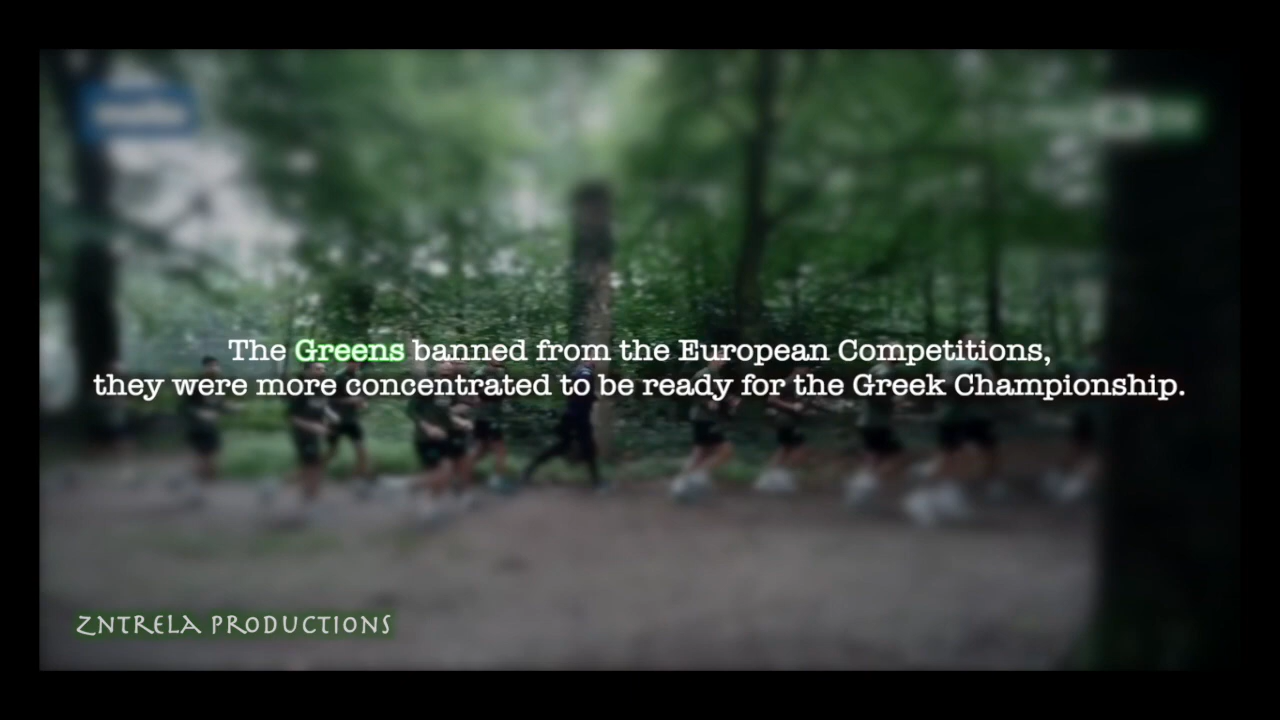 The Greens banned from the European Competitions,
they were more concentrated to be ready for the Greek Championship.
ZNTRELA PRODUCTIONS